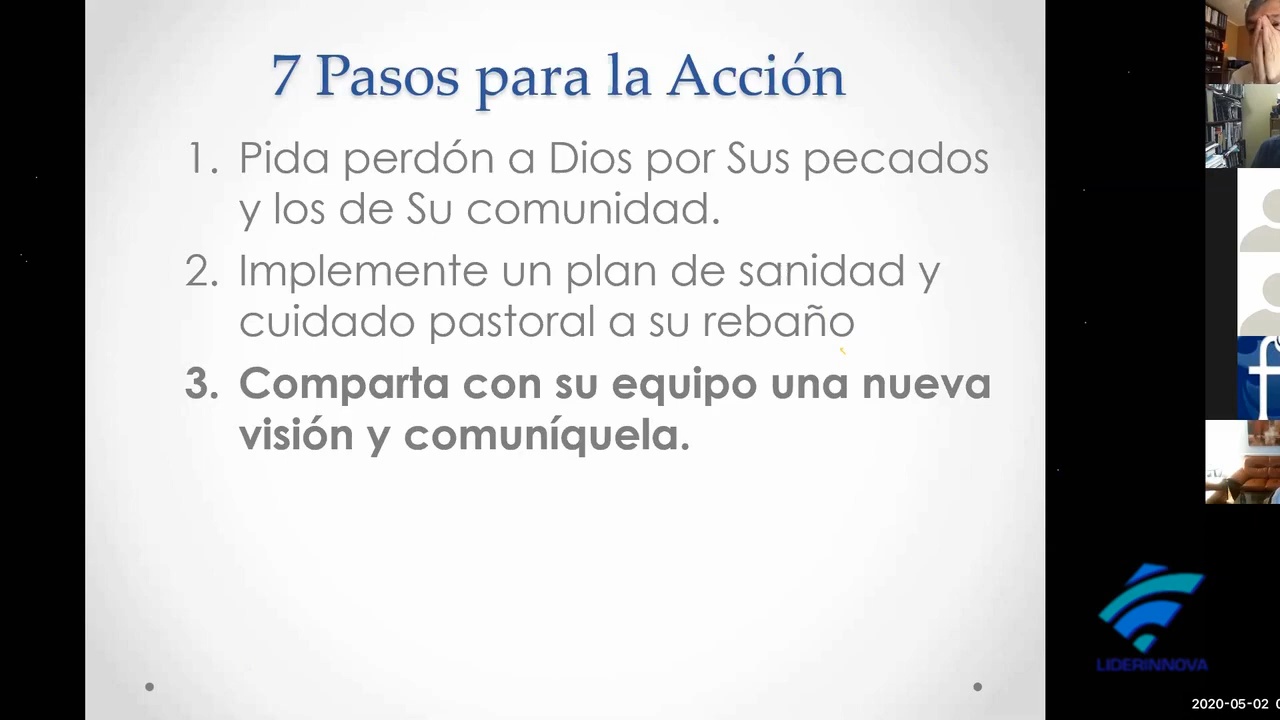 7 Pasos para la Acción
1. Pida perdón a Dios por Sus pecados
y los de Su comunidad.
2. Implemente un plan de sanidad y
cuidado pastoral a su rebaño
3. Comparta con su equipo una nueva
visión y comuníquela.
LIDERINNOVA
2020-05-02